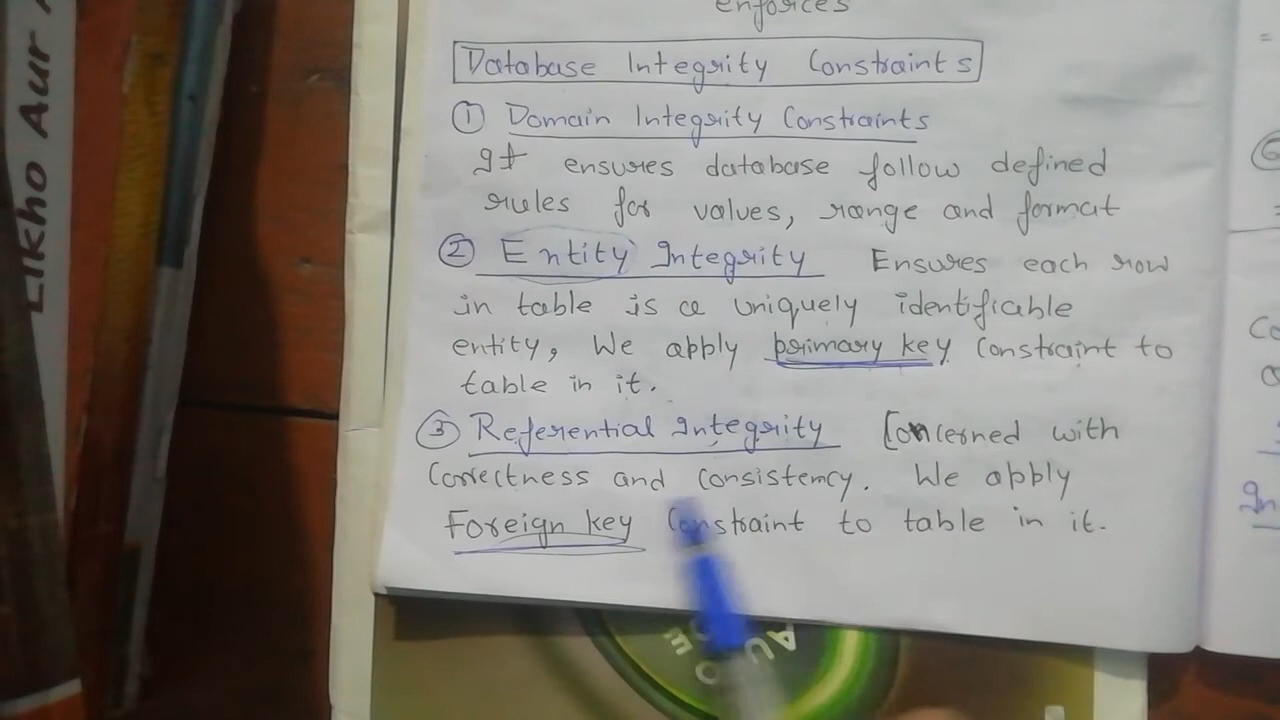 Likho Aur
enforces
Database Integrity Constraints
① Domain Integrity Constraints
It ensures database follow defined
rules for values, range and format
② Entity Integrity Ensures each row
in table is a uniquely identificable
entity, We apply primary key constraint to
table in it.
③ Referential Integrity Concerned with
Correctness and consistency. We apply
Foreign key Constraint to table in it.